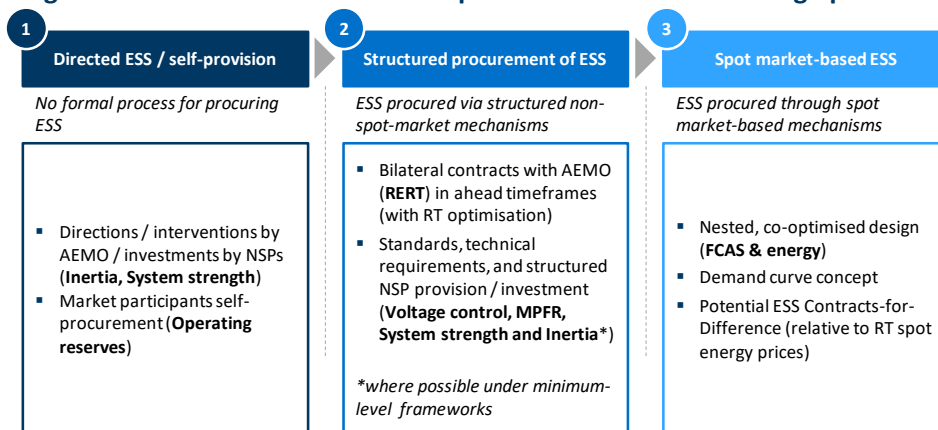 1
Directed ESS / self-provision
No formal process for procuring
ESS
▪ Directions / interventions by
AEMO / investments by NSPs
(Inertia, System strength)
▪ Market participants self-
procurement (Operating
reserves)
2
Structured procurement of ESS
ESS procured via structured non-
spot-market mechanisms
▪ Bilateral contracts with AEMO
(RERT) in ahead timeframes
(with RT optimisation)
▪ Standards, technical
requirements, and structured
NSP provision / investment
(Voltage control, MPFR,
System strength and Inertia*)
*where possible under minimum-
level frameworks
3
Spot market-based ESS
ESS procured through spot
market-based mechanisms
▪ Nested, co-optimised design
(FCAS & energy)
▪ Demand curve concept
▪ Potential ESS Contracts-for-
Difference (relative to RT spot
energy prices)